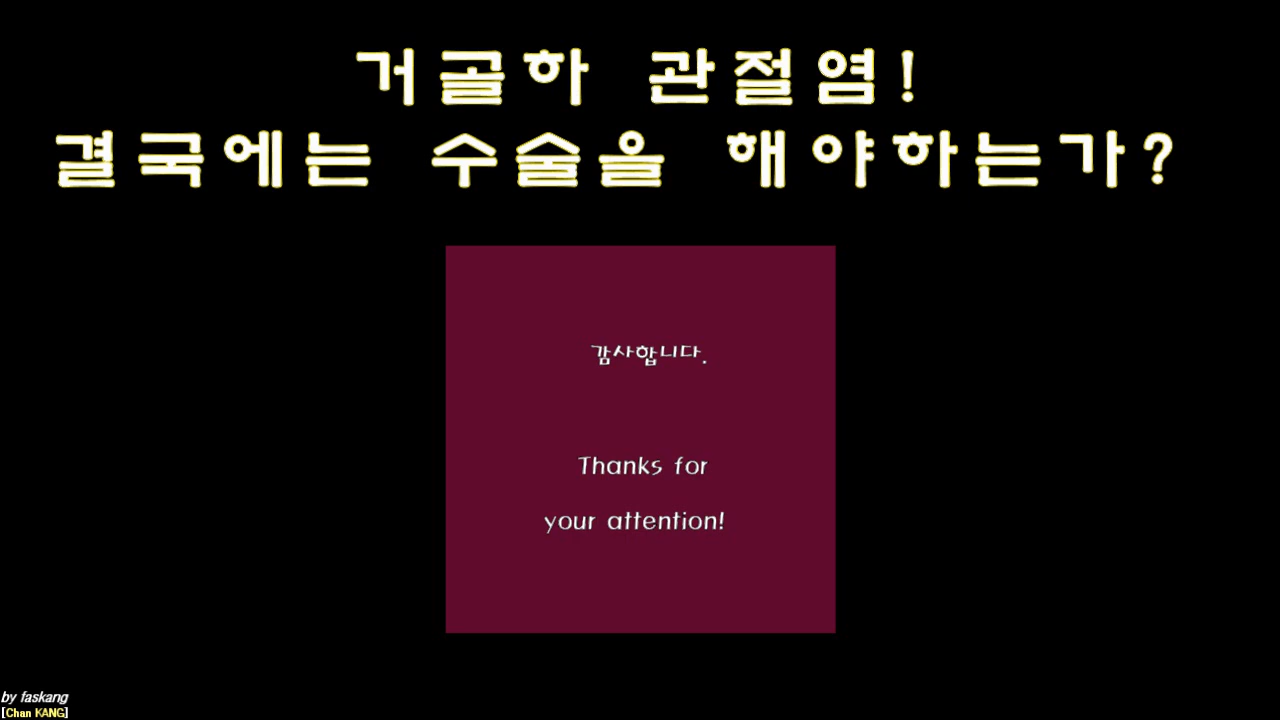 거골하 관절염!
결국에는 수술을 해야하는가?
감사합니다.
Thanks for
your attention!
by faskang
[Chan KANG]